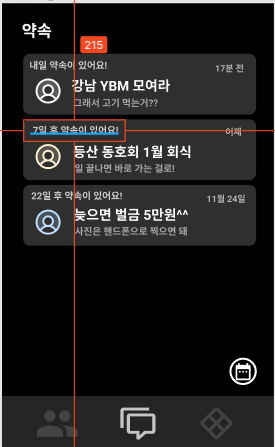 약속
215
내일 약속이 있어요!
17분 전
강남 YBM 모여라
그래서 고기 먹는거??
7일 후 약속이 있어요!
어제
등산 동호회 1월 회식
일 끝나면 바로 가는 걸로!
22일 후 약속이 있어요!
11월 24일
늦으면 벌금 5만원^^
사진은 핸드폰으로 찍으면 돼